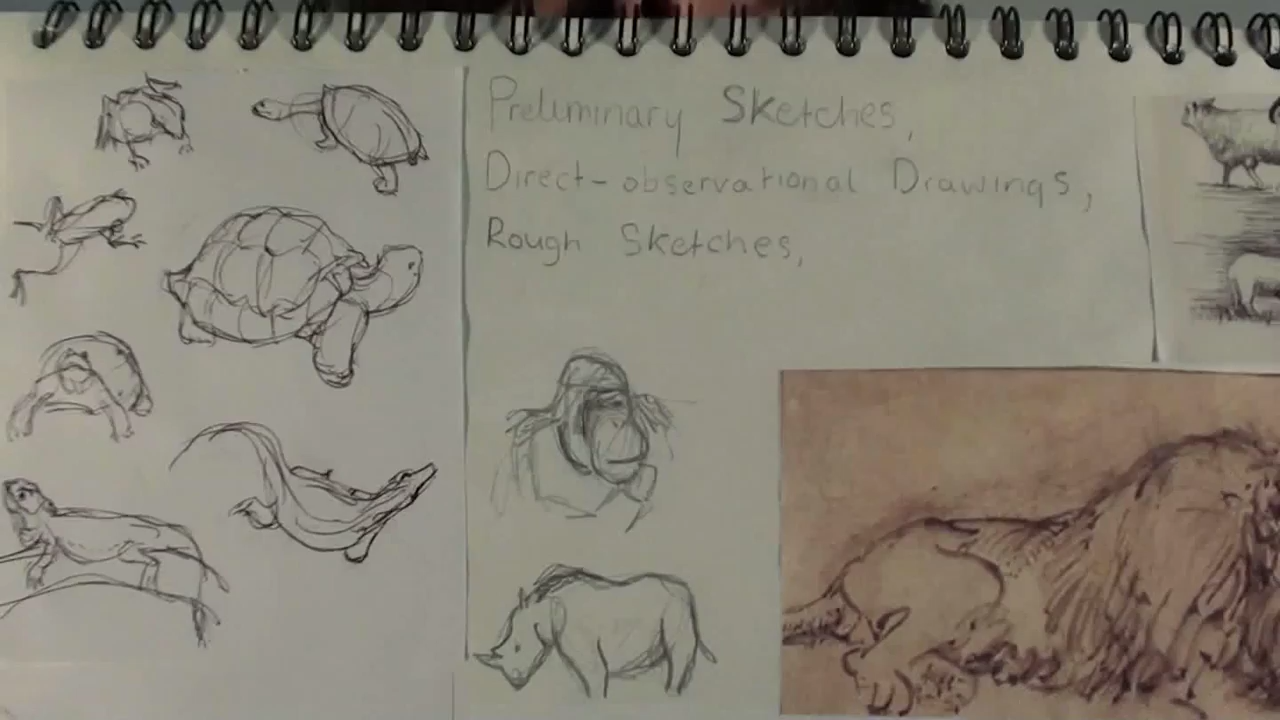 Preliminary Sketches,
Direct-observational Drawings,
Rough Sketches,